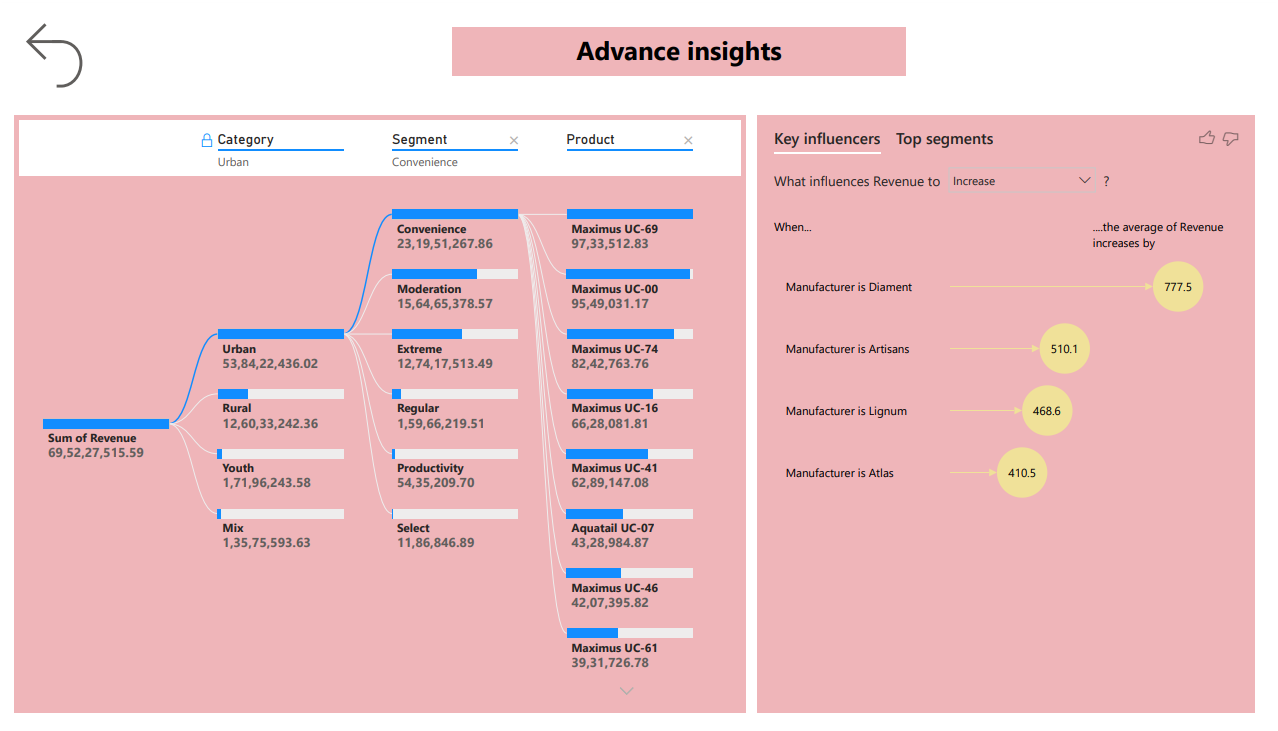 Advance insights
Category
Urban
Segment
Convenience
Product
Sum of Revenue
69,52,27,515.59
Urban
53,84,22,436.02
Rural
12,60,33,242.36
Youth
1,71,96,243.58
Mix
1,35,75,593.63
Convenience
23,19,51,267.86
Moderation
15,64,65,378.57
Extreme
12,74,17,513.49
Regular
1,59,66,219.51
Productivity
54,35,209.70
Select
11,86,846.89
Maximus UC-69
97,33,512.83
Maximus UC-00
95,49,031.17
Maximus UC-74
82,42,763.76
Maximus UC-16
66,28,081.81
Maximus UC-41
62,89,147.08
Aquatail UC-07
43,28,984.87
Maximus UC-46
42,07,395.82
Maximus UC-61
39,31,726.78
Key influencers Top segments
What influences Revenue to Increase ?
When...
....the average of Revenue
increases by
Manufacturer is Diament 777.5
Manufacturer is Artisans 510.1
Manufacturer is Lignum 468.6
Manufacturer is Atlas 410.5